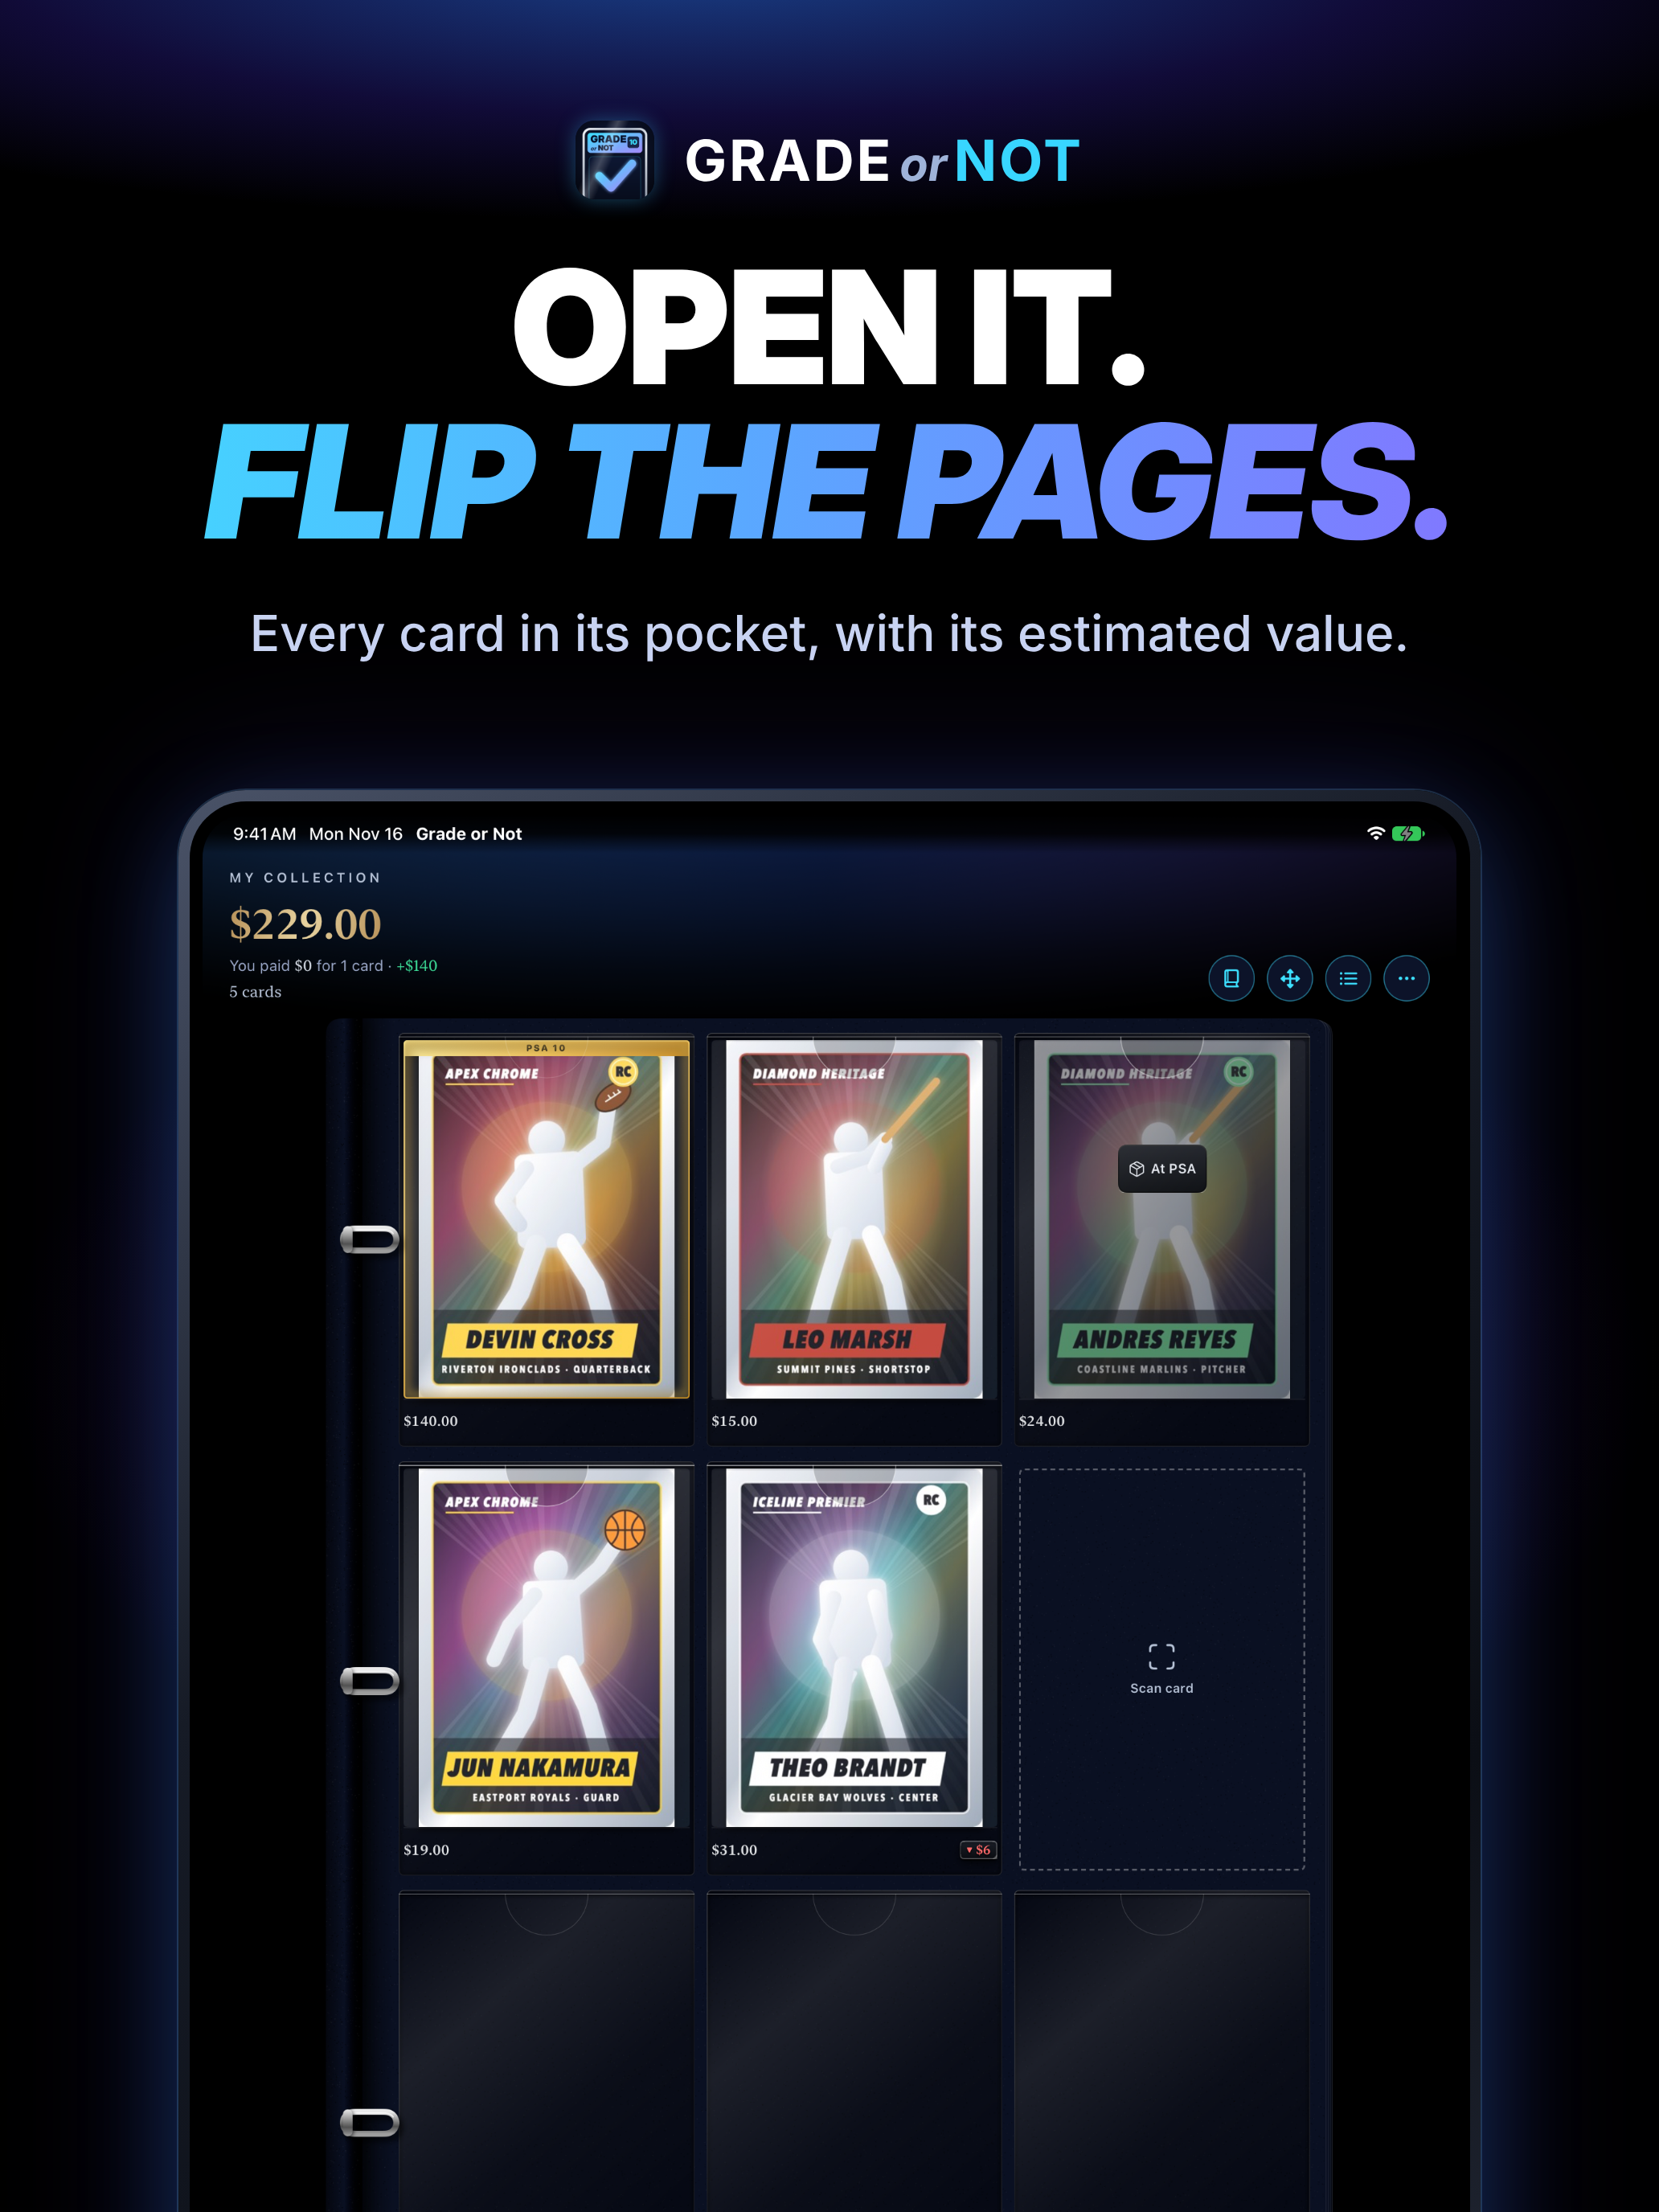 GRADE 10
or NOT
GRADE or NOT
OPEN IT.
FLIP THE PAGES.
Every card in its pocket, with its estimated value.
9:41 AM Mon Nov 16 Grade or Not
MY COLLECTION
$229.00
You paid $0 for 1 card · +$140
5 cards
PSA 10
APEX CHROME RC
DEVIN CROSS
RIVERTON IRONCLADS · QUARTERBACK
$140.00
DIAMOND HERITAGE
LEO MARSH
SUMMIT PINES · SHORTSTOP
$15.00
DIAMOND HERITAGE RC
At PSA
ANDRES REYES
COASTLINE MARLINS · PITCHER
$24.00
APEX CHROME
JUN NAKAMURA
EASTPORT ROYALS · GUARD
$19.00
ICELINE PREMIER RC
THEO BRANDT
GLACIER BAY WOLVES · CENTER
$31.00 ▼ $6
Scan card